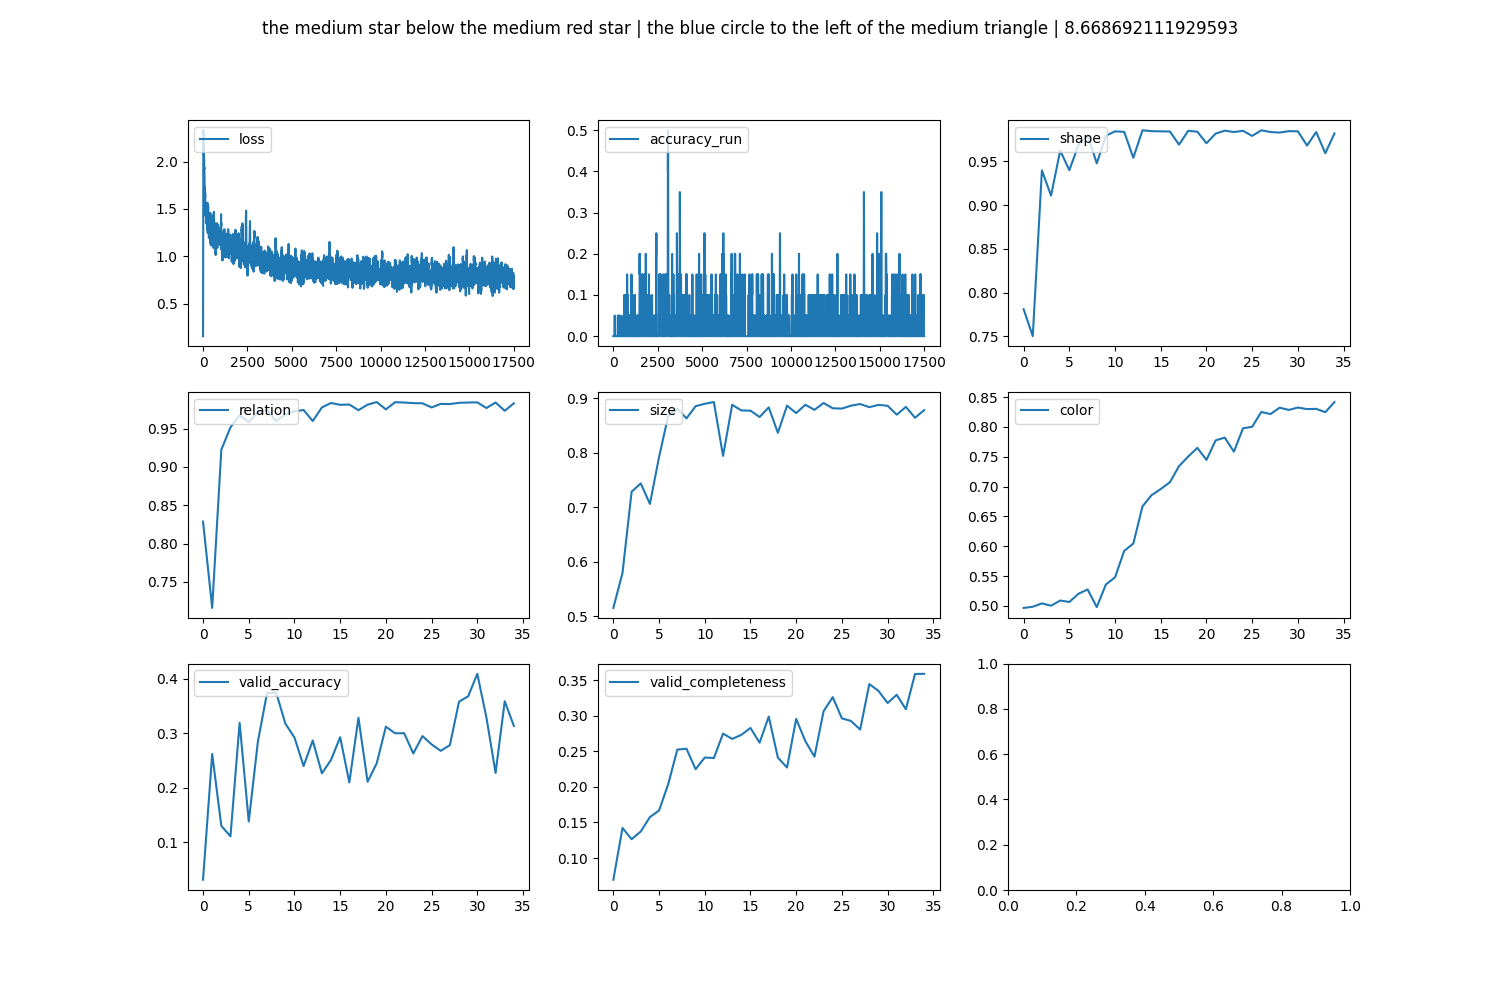 the medium star below the medium red star | the blue circle to the left of the medium triangle | 8.668692111929593
loss
2.0
1.5
1.0
0.5
0 2500 5000 7500 10000 12500 15000 17500
accuracy_run
0.5
0.4
0.3
0.2
0.1
0.0
0 2500 5000 7500 10000 12500 15000 17500
shape
0.95
0.90
0.85
0.80
0.75
0 5 10 15 20 25 30 35
relation
0.95
0.90
0.85
0.80
0.75
0 5 10 15 20 25 30 35
size
0.9
0.8
0.7
0.6
0.5
0 5 10 15 20 25 30 35
color
0.85
0.80
0.75
0.70
0.65
0.60
0.55
0.50
0 5 10 15 20 25 30 35
valid_accuracy
0.4
0.3
0.2
0.1
0 5 10 15 20 25 30 35
valid_completeness
0.35
0.30
0.25
0.20
0.15
0.10
0 5 10 15 20 25 30 35
1.0
0.8
0.6
0.4
0.2
0.0
0.0 0.2 0.4 0.6 0.8 1.0